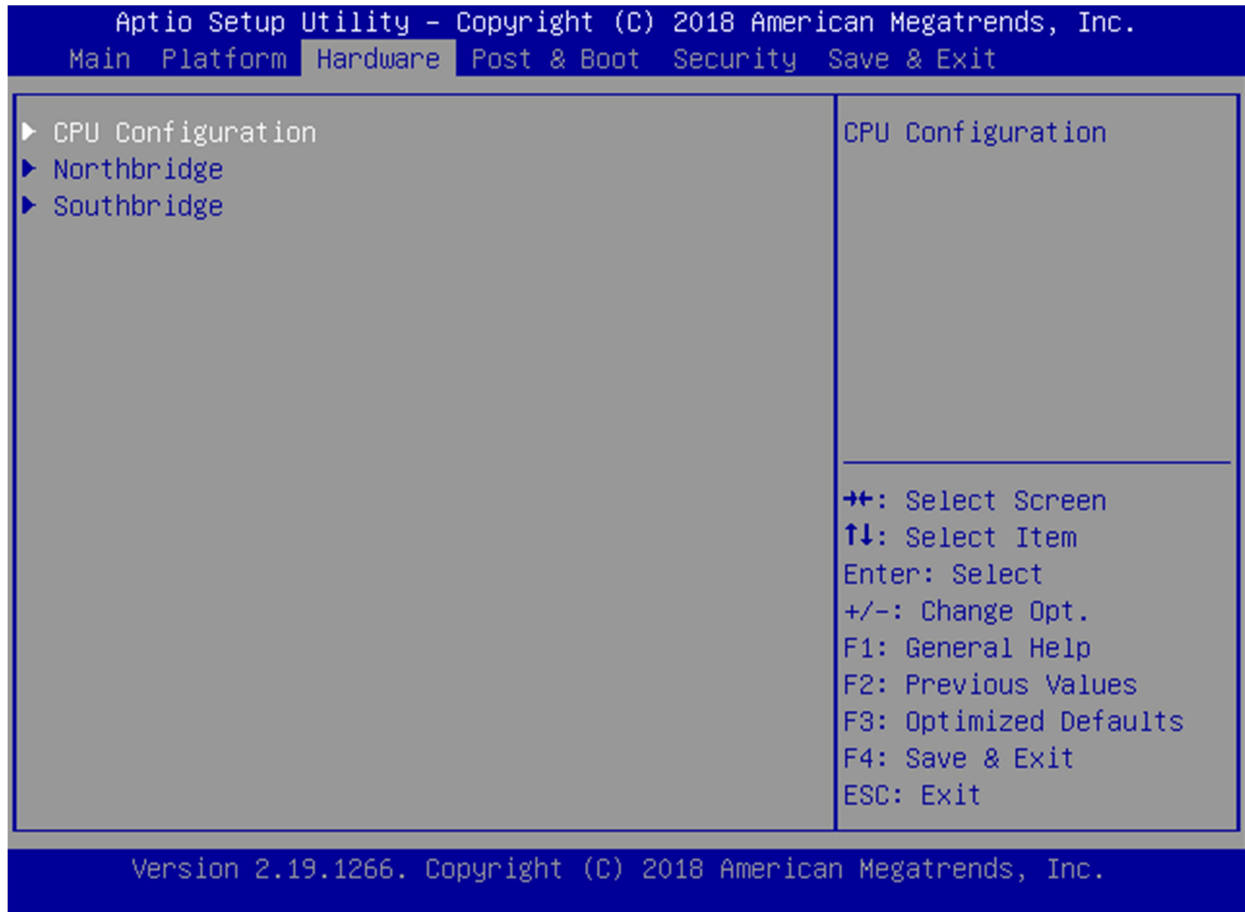 Aptio Setup Utility – Copyright (C) 2018 American Megatrends, Inc.
Main Platform Hardware Post & Boot Security Save & Exit
▶ CPU Configuration
▶ Northbridge
▶ Southbridge
CPU Configuration
→←: Select Screen
↑↓: Select Item
Enter: Select
+/-: Change Opt.
F1: General Help
F2: Previous Values
F3: Optimized Defaults
F4: Save & Exit
ESC: Exit
Version 2.19.1266. Copyright (C) 2018 American Megatrends, Inc.